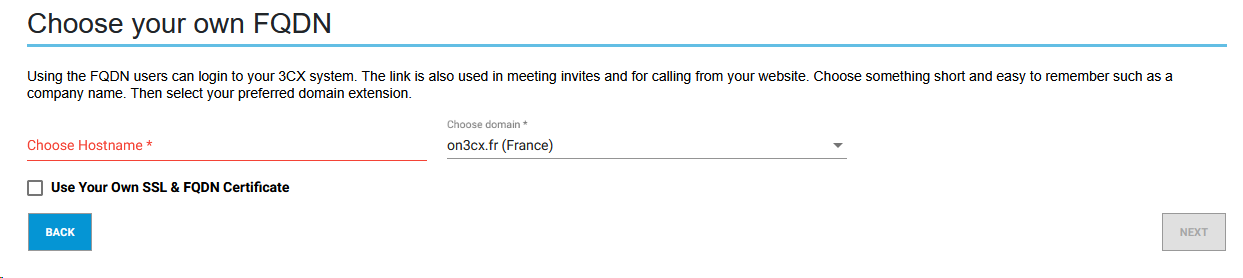 Choose your own FQDN
Using the FQDN users can login to your 3CX system. The link is also used in meeting invites and for calling from your website. Choose something short and easy to remember such as a
company name. Then select your preferred domain extension.
Choose Hostname *
Choose domain *
on3cx.fr (France)
Use Your Own SSL & FQDN Certificate
BACK
NEXT